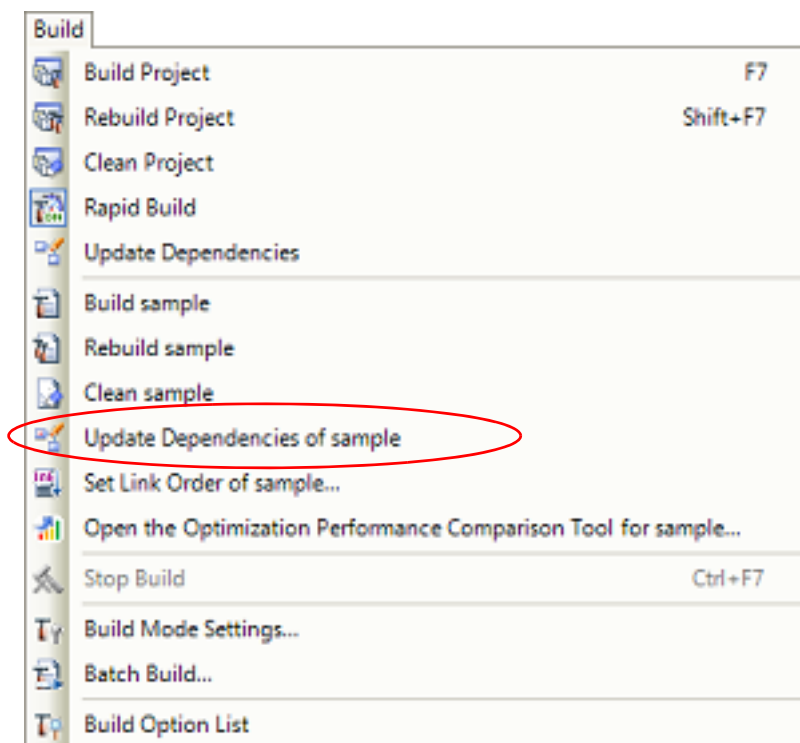 Build
Build Project F7
Rebuild Project Shift+F7
Clean Project
Rapid Build
Update Dependencies
Build sample
Rebuild sample
Clean sample
Update Dependencies of sample
Set Link Order of sample...
Open the Optimization Performance Comparison Tool for sample...
Stop Build Ctrl+F7
Build Mode Settings...
Batch Build...
Build Option List